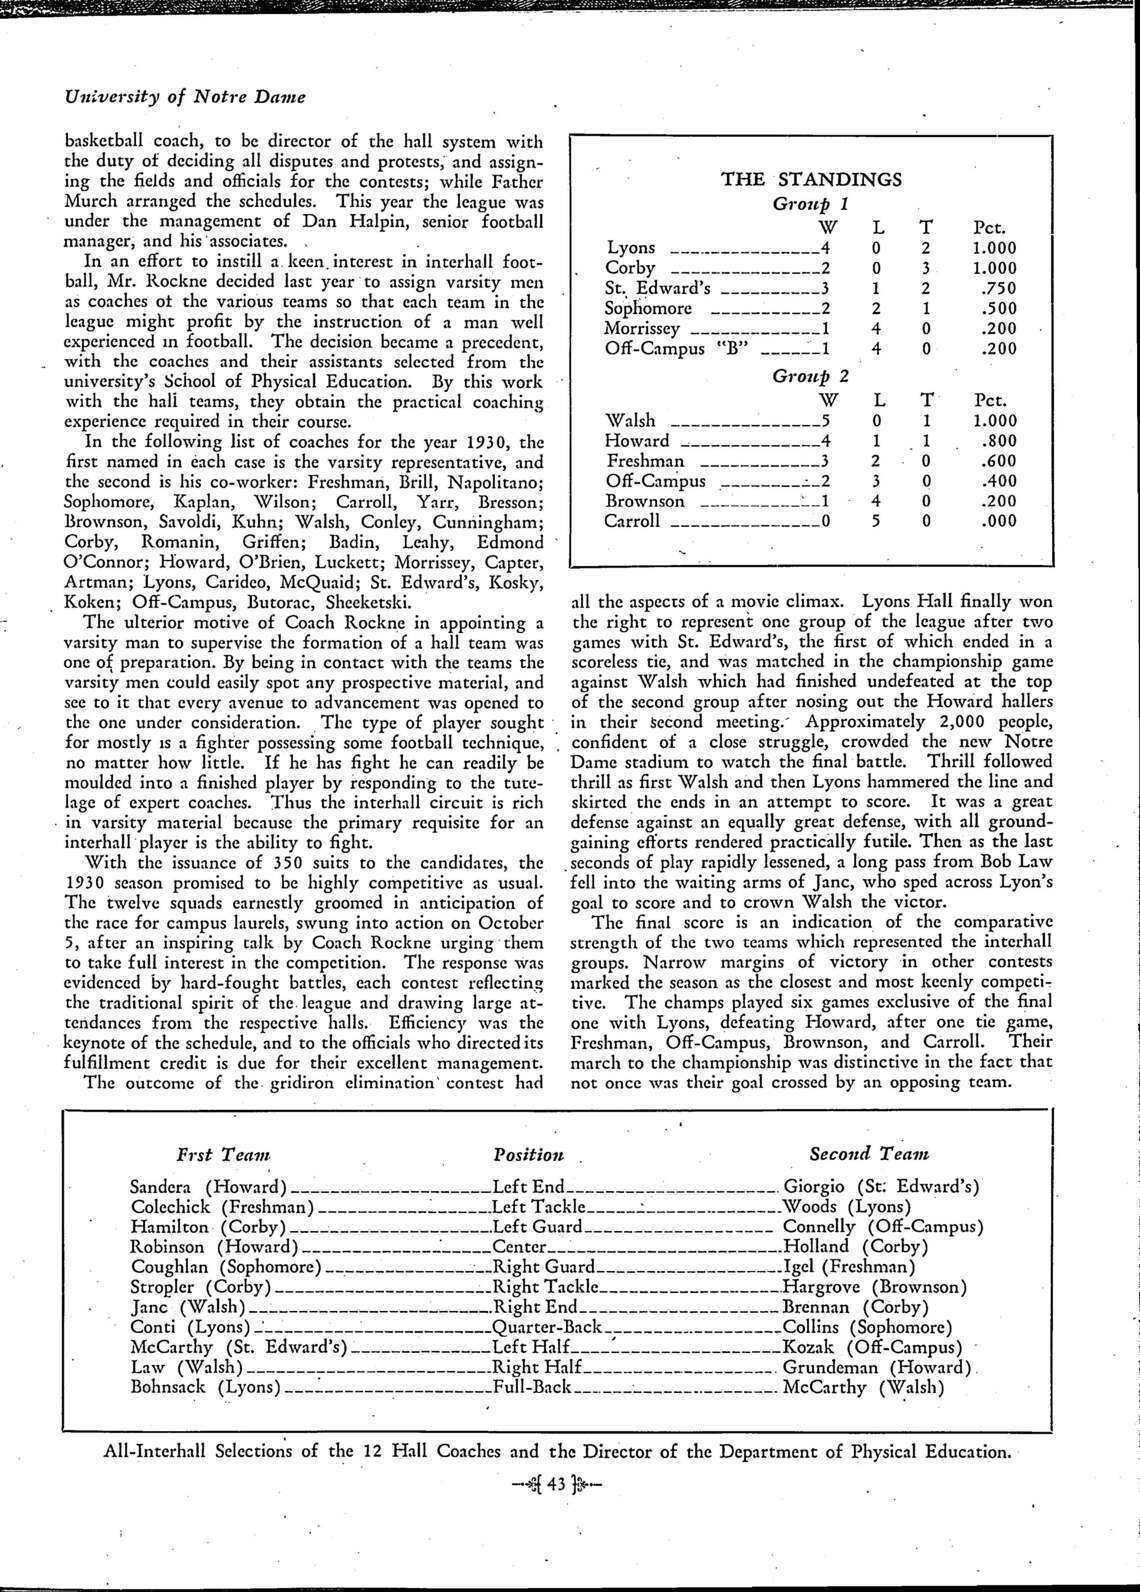 University of Notre Dame
basketball coach, to be director of the hall system with
the duty of deciding all disputes and protests, and assign-
ing the fields and officials for the contests; while Father
Murch arranged the schedules. This year the league was
under the management of Dan Halpin, senior football
manager, and his associates.
In an effort to instill a keen interest in interhall foot-
ball, Mr. Rockne decided last year to assign varsity men
as coaches of the various teams so that each team in the
league might profit by the instruction of a man well
experienced in football. The decision became a precedent,
with the coaches and their assistants selected from the
university's School of Physical Education. By this work
with the hall teams, they obtain the practical coaching
experience required in their course.
In the following list of coaches for the year 1930, the
first named in each case is the varsity representative, and
the second is his co-worker: Freshman, Brill, Napolitano;
Sophomore, Kaplan, Wilson; Carroll, Yarr, Bresson;
Brownson, Savoldi, Kuhn; Walsh, Conley, Cunningham;
Corby, Romanin, Griffen; Badin, Leahy, Edmond
O'Connor; Howard, O'Brien, Luckett; Morrissey, Capter,
Artman; Lyons, Carideo, McQuaid; St. Edward's, Kosky,
Koken; Off-Campus, Butorac, Sheeketski.
The ulterior motive of Coach Rockne in appointing a
varsity man to supervise the formation of a hall team was
one of preparation. By being in contact with the teams the
varsity men could easily spot any prospective material, and
see to it that every avenue to advancement was opened to
the one under consideration. The type of player sought
for mostly is a fighter possessing some football technique,
no matter how little. If he has fight he can readily be
moulded into a finished player by responding to the tute-
lage of expert coaches. Thus the interhall circuit is rich
in varsity material because the primary requisite for an
interhall player is the ability to fight.
With the issuance of 350 suits to the candidates, the
1930 season promised to be highly competitive as usual.
The twelve squads earnestly groomed in anticipation of
the race for campus laurels, swung into action on October
5, after an inspiring talk by Coach Rockne urging them
to take full interest in the competition. The response was
evidenced by hard-fought battles, each contest reflecting
the traditional spirit of the league and drawing large at-
tendances from the respective halls. Efficiency was the
keynote of the schedule, and to the officials who directed its
fulfillment credit is due for their excellent management.
The outcome of the gridiron elimination contest had
THE STANDINGS
Group 1
W L T Pct.
Lyons 4 0 2 1.000
Corby 2 0 3 1.000
St. Edward's 3 1 2 .750
Sophomore 2 2 1 .500
Morrissey 1 4 0 .200
Off-Campus "B" 1 4 0 .200
Group 2
W L T Pct.
Walsh 5 0 1 1.000
Howard 4 1 1 .800
Freshman 3 2 0 .600
Off-Campus 2 3 0 .400
Brownson 1 4 0 .200
Carroll 0 5 0 .000
all the aspects of a movie climax. Lyons Hall finally won
the right to represent one group of the league after two
games with St. Edward's, the first of which ended in a
scoreless tie, and was matched in the championship game
against Walsh which had finished undefeated at the top
of the second group after nosing out the Howard hallers
in their second meeting. Approximately 2,000 people,
confident of a close struggle, crowded the new Notre
Dame stadium to watch the final battle. Thrill followed
thrill as first Walsh and then Lyons hammered the line and
skirted the ends in an attempt to score. It was a great
defense against an equally great defense, with all ground-
gaining efforts rendered practically futile. Then as the last
seconds of play rapidly lessened, a long pass from Bob Law
fell into the waiting arms of Janc, who sped across Lyon's
goal to score and to crown Walsh the victor.
The final score is an indication of the comparative
strength of the two teams which represented the interhall
groups. Narrow margins of victory in other contests
marked the season as the closest and most keenly competi-
tive. The champs played six games exclusive of the final
one with Lyons, defeating Howard, after one tie game,
Freshman, Off-Campus, Brownson, and Carroll. Their
march to the championship was distinctive in the fact that
not once was their goal crossed by an opposing team.
Frst Team Position Second Team
Sandera (Howard) Left End Giorgio (St. Edward's)
Colechick (Freshman) Left Tackle Woods (Lyons)
Hamilton (Corby) Left Guard Connelly (Off-Campus)
Robinson (Howard) Center Holland (Corby)
Coughlan (Sophomore) Right Guard Igel (Freshman)
Stropler (Corby) Right Tackle Hargrove (Brownson)
Janc (Walsh) Right End Brennan (Corby)
Conti (Lyons) Quarter-Back Collins (Sophomore)
McCarthy (St. Edward's) Left Half Kozak (Off-Campus)
Law (Walsh) Right Half Grundeman (Howard)
Bohnsack (Lyons) Full-Back McCarthy (Walsh)
All-Interhall Selections of the 12 Hall Coaches and the Director of the Department of Physical Education.
43